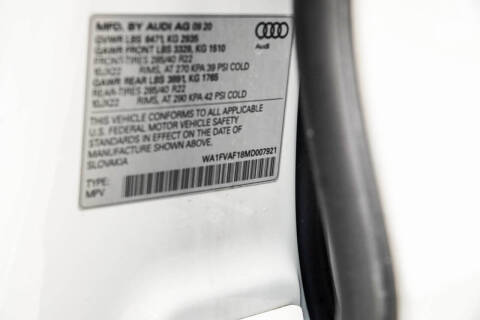 MFD. BY AUDI AG 09 20
Audi
GVWR LBS 6471, KG 2935
GAWR FRONT LBS 3329, KG 1510
FRONT-TIRES 285/40 R22
10JX22 RIMS, AT 270 KPA 39 PSI COLD
GAWR REAR LBS 3891, KG 1765
REAR-TIRES 285/40 R22
10JX22 RIMS, AT 290 KPA 42 PSI COLD
THIS VEHICLE CONFORMS TO ALL APPLICABLE
U.S. FEDERAL MOTOR VEHICLE SAFETY
STANDARDS IN EFFECT ON THE DATE OF
MANUFACTURE SHOWN ABOVE.
SLOVAKIA
WA1FVAF18MD007921
TYPE:
MPV